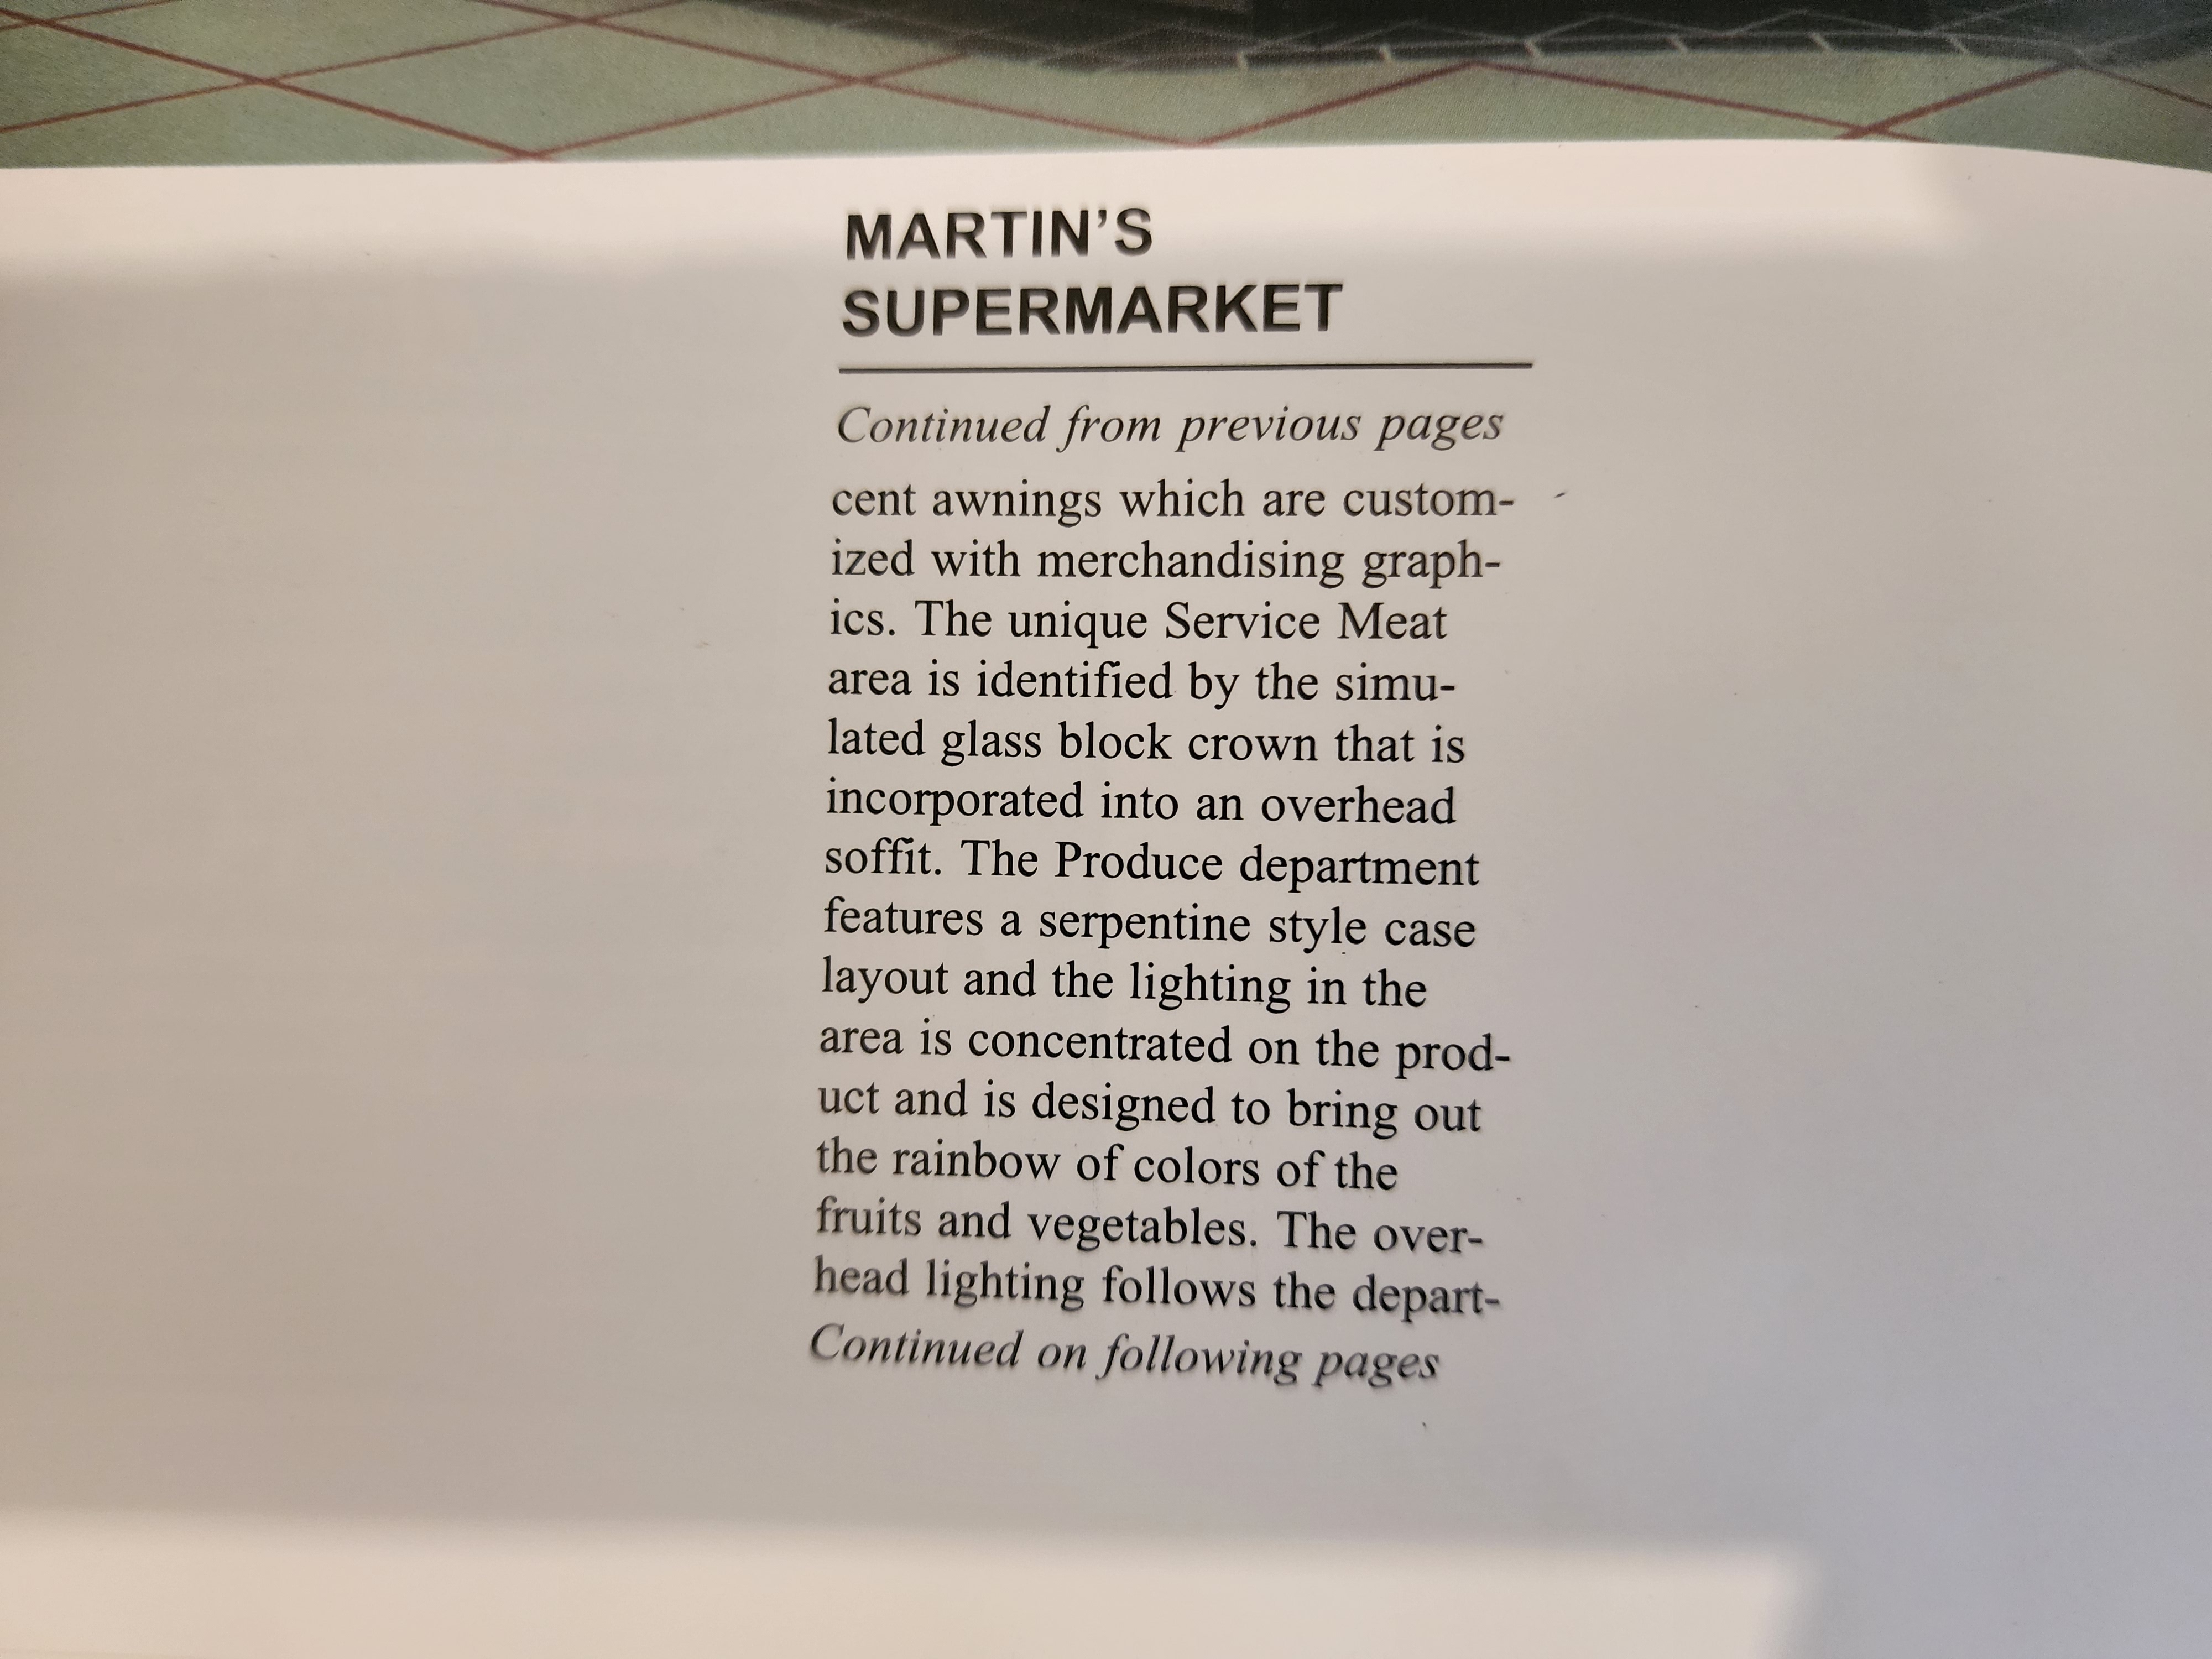 MARTIN'S
SUPERMARKET
Continued from previous pages
cent awnings which are custom-
ized with merchandising graph-
ics. The unique Service Meat
area is identified by the simu-
lated glass block crown that is
incorporated into an overhead
soffit. The Produce department
features a serpentine style case
layout and the lighting in the
area is concentrated on the prod-
uct and is designed to bring out
the rainbow of colors of the
fruits and vegetables. The over-
head lighting follows the depart-
Continued on following pages